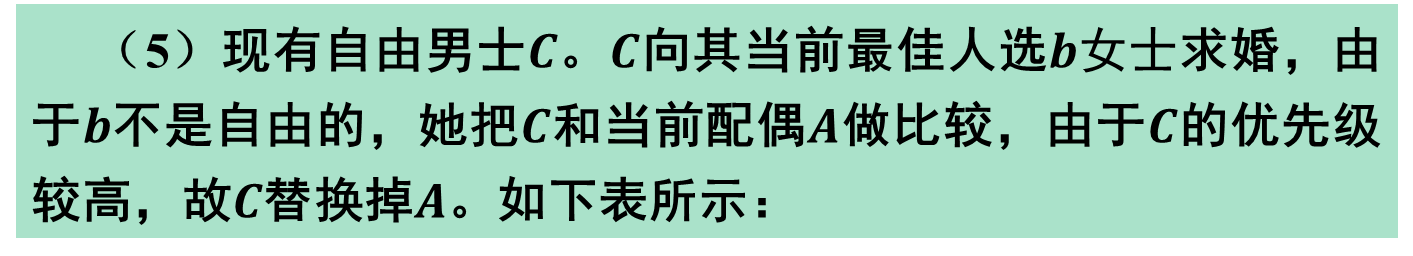 （5）现有自由男士C。C向其当前最佳人选b女士求婚，由
于b不是自由的，她把C和当前配偶A做比较，由于C的优先级
较高，故C替换掉A。如下表所示：